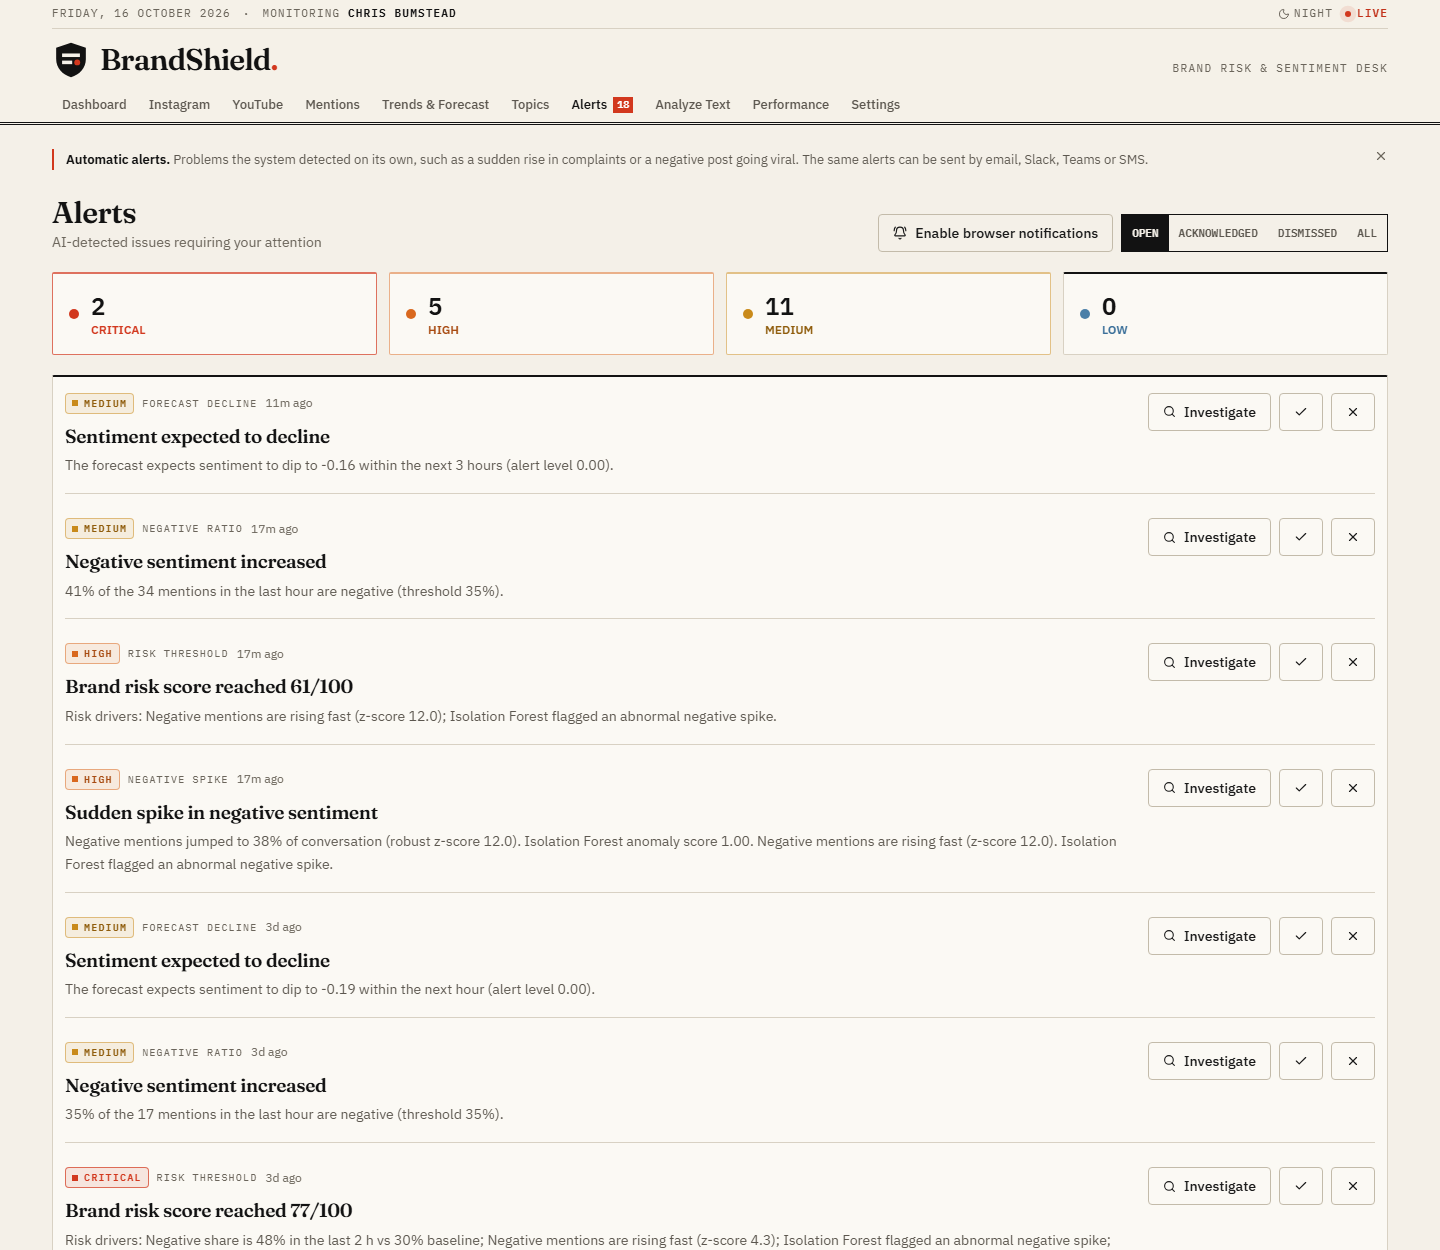 FRIDAY, 16 OCTOBER 2026 · MONITORING CHRIS BUMSTEAD
NIGHT LIVE
BrandShield.
BRAND RISK & SENTIMENT DESK
Dashboard Instagram YouTube Mentions Trends & Forecast Topics Alerts 18 Analyze Text Performance Settings
Automatic alerts. Problems the system detected on its own, such as a sudden rise in complaints or a negative post going viral. The same alerts can be sent by email, Slack, Teams or SMS.
Alerts
AI-detected issues requiring your attention
Enable browser notifications
OPEN ACKNOWLEDGED DISMISSED ALL
2
CRITICAL
5
HIGH
11
MEDIUM
0
LOW
MEDIUM FORECAST DECLINE 11m ago
Investigate
Sentiment expected to decline
The forecast expects sentiment to dip to -0.16 within the next 3 hours (alert level 0.00).
MEDIUM NEGATIVE RATIO 17m ago
Investigate
Negative sentiment increased
41% of the 34 mentions in the last hour are negative (threshold 35%).
HIGH RISK THRESHOLD 17m ago
Investigate
Brand risk score reached 61/100
Risk drivers: Negative mentions are rising fast (z-score 12.0); Isolation Forest flagged an abnormal negative spike.
HIGH NEGATIVE SPIKE 17m ago
Investigate
Sudden spike in negative sentiment
Negative mentions jumped to 38% of conversation (robust z-score 12.0). Isolation Forest anomaly score 1.00. Negative mentions are rising fast (z-score 12.0). Isolation
Forest flagged an abnormal negative spike.
MEDIUM FORECAST DECLINE 3d ago
Investigate
Sentiment expected to decline
The forecast expects sentiment to dip to -0.19 within the next hour (alert level 0.00).
MEDIUM NEGATIVE RATIO 3d ago
Investigate
Negative sentiment increased
35% of the 17 mentions in the last hour are negative (threshold 35%).
CRITICAL RISK THRESHOLD 3d ago
Investigate
Brand risk score reached 77/100
Risk drivers: Negative share is 48% in the last 2 h vs 30% baseline; Negative mentions are rising fast (z-score 4.3); Isolation Forest flagged an abnormal negative spike;